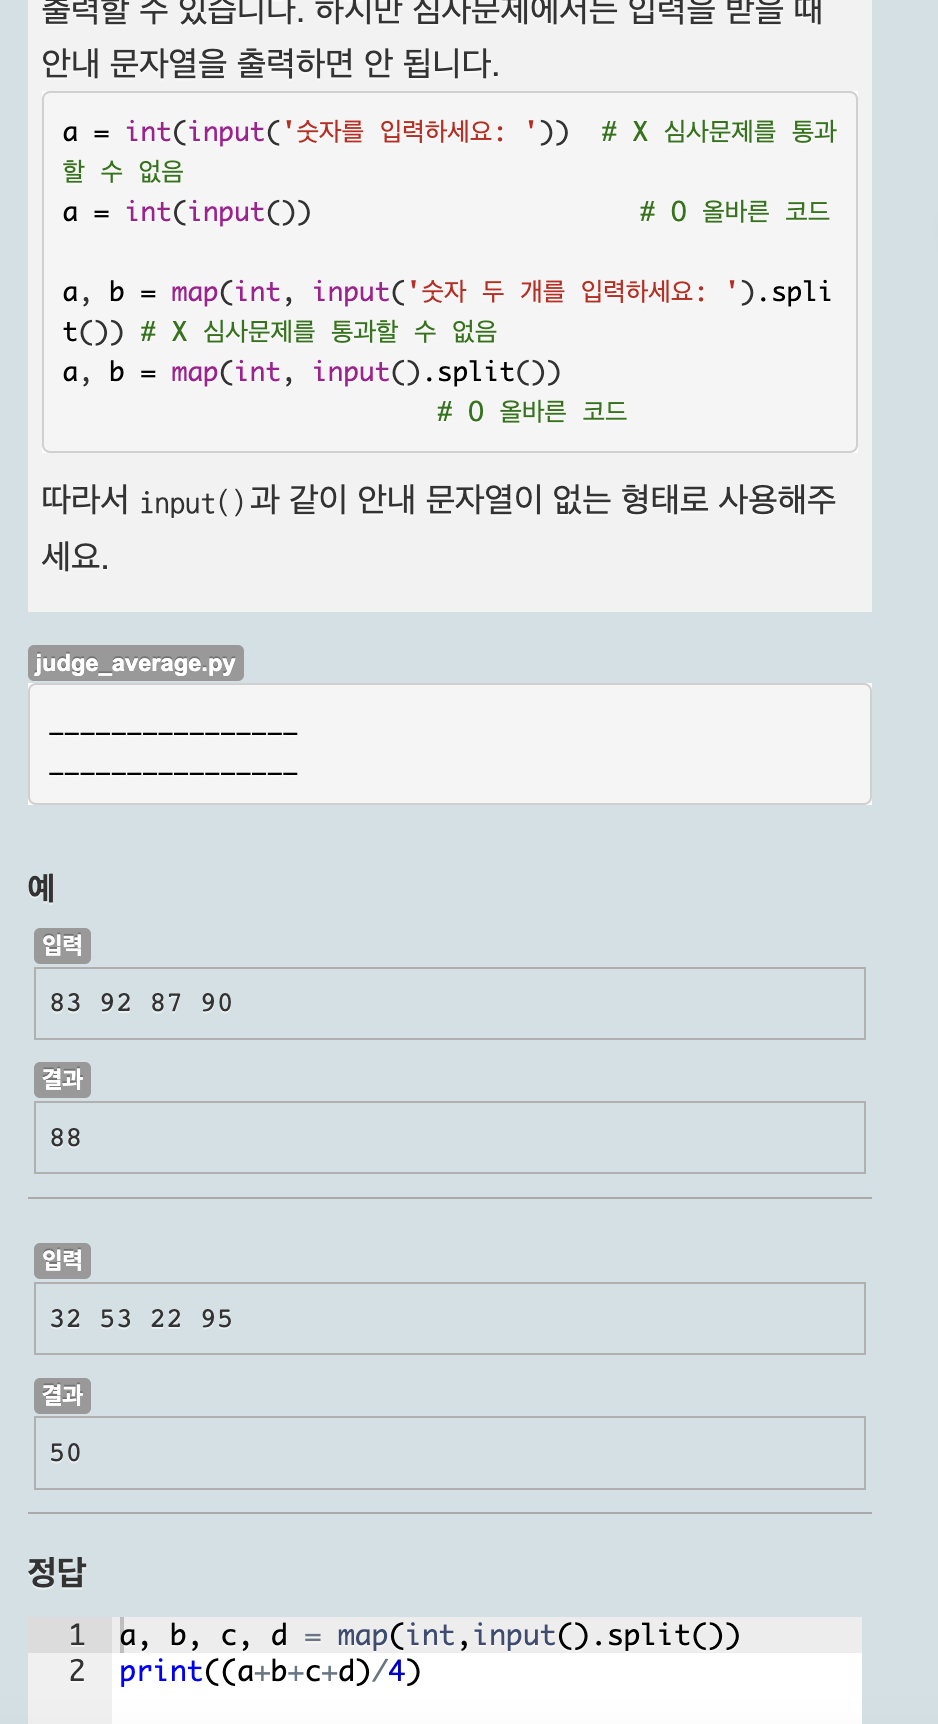 출력할 수 있습니다. 하지만 심사문제에서는 입력을 받을 때
안내 문자열을 출력하면 안 됩니다.
a = int(input('숫자를 입력하세요: '))  # X 심사문제를 통과
할 수 없음
a = int(input())                     # O 올바른 코드
a, b = map(int, input('숫자 두 개를 입력하세요: ').spli
t()) # X 심사문제를 통과할 수 없음
a, b = map(int, input().split())
                        # O 올바른 코드
따라서 input()과 같이 안내 문자열이 없는 형태로 사용해주
세요.
judge_average.py
________________
________________
예
입력
83 92 87 90
결과
88
입력
32 53 22 95
결과
50
정답
1 a, b, c, d = map(int,input().split())
2 print((a+b+c+d)/4)